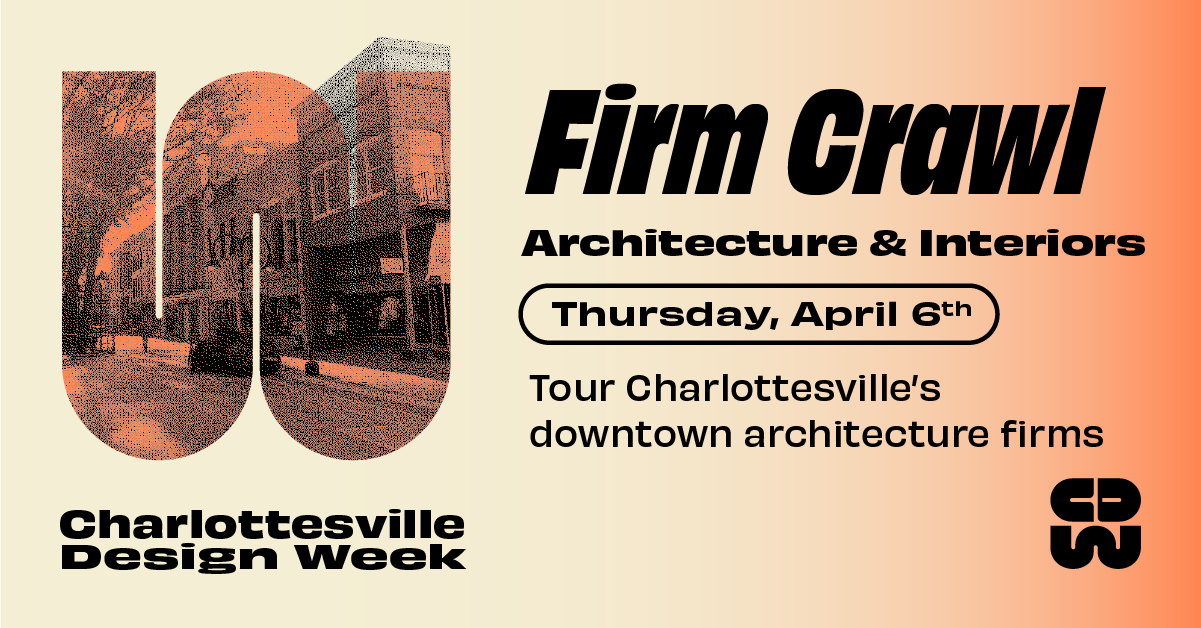 Firm Crawl
Architecture & Interiors
Thursday, April 6th
Tour Charlottesville's
downtown architecture firms
Charlottesville
Design Week
CDW